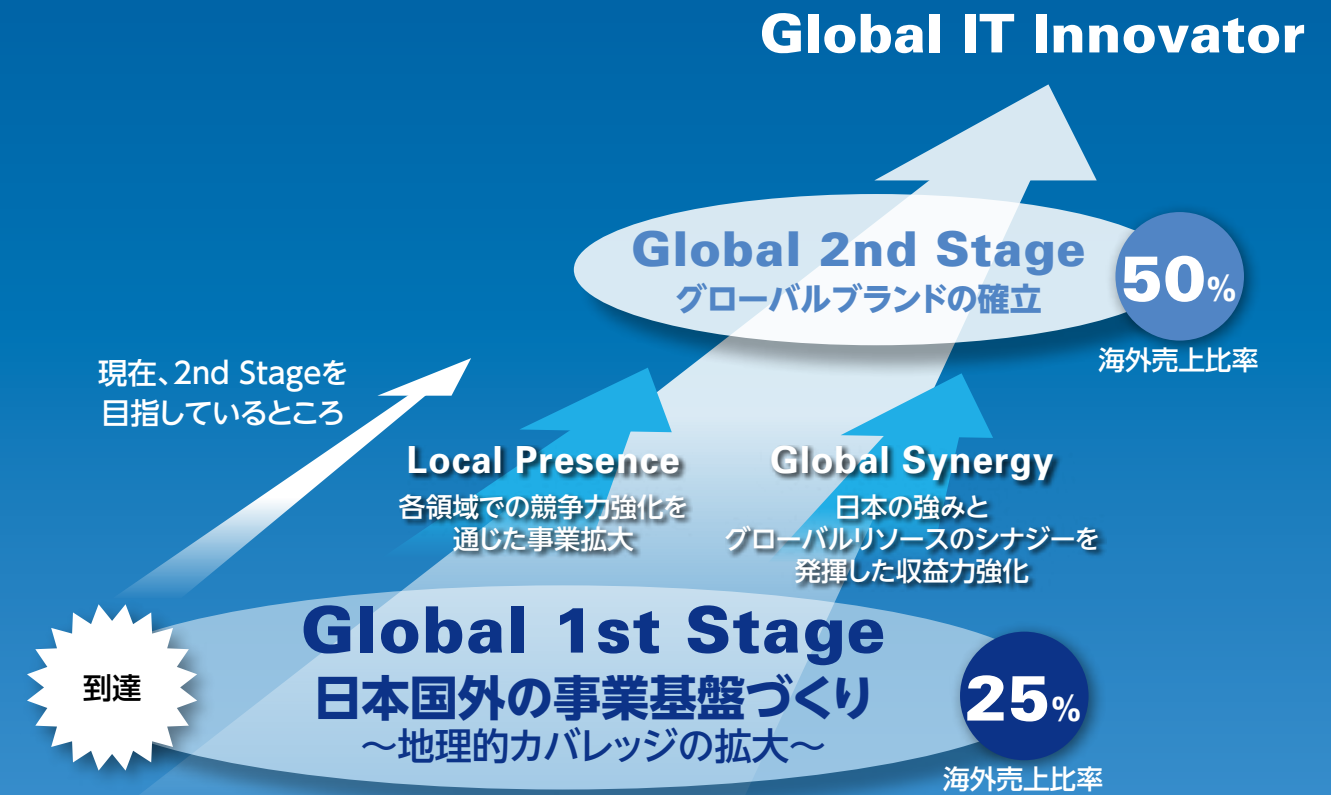 Global IT Innovator
Global 2nd Stage
グローバルブランドの確立
50%
海外売上比率
現在、2nd Stageを
目指しているところ
Local Presence
各領域での競争力強化を
通じた事業拡大
Global Synergy
日本の強みと
グローバルリソースのシナジーを
発揮した収益力強化
到達
Global 1st Stage
日本国外の事業基盤づくり
～地理的カバレッジの拡大～
25%
海外売上比率